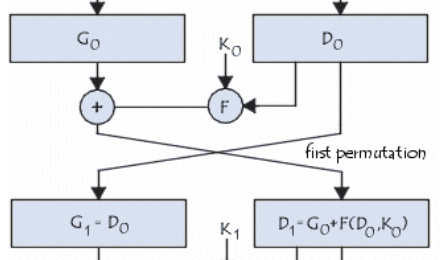 G₀
K₀
D₀
+
F
first permutation
G₁ = D₀
K₁
D₁=G₀+F(D₀,K₀)